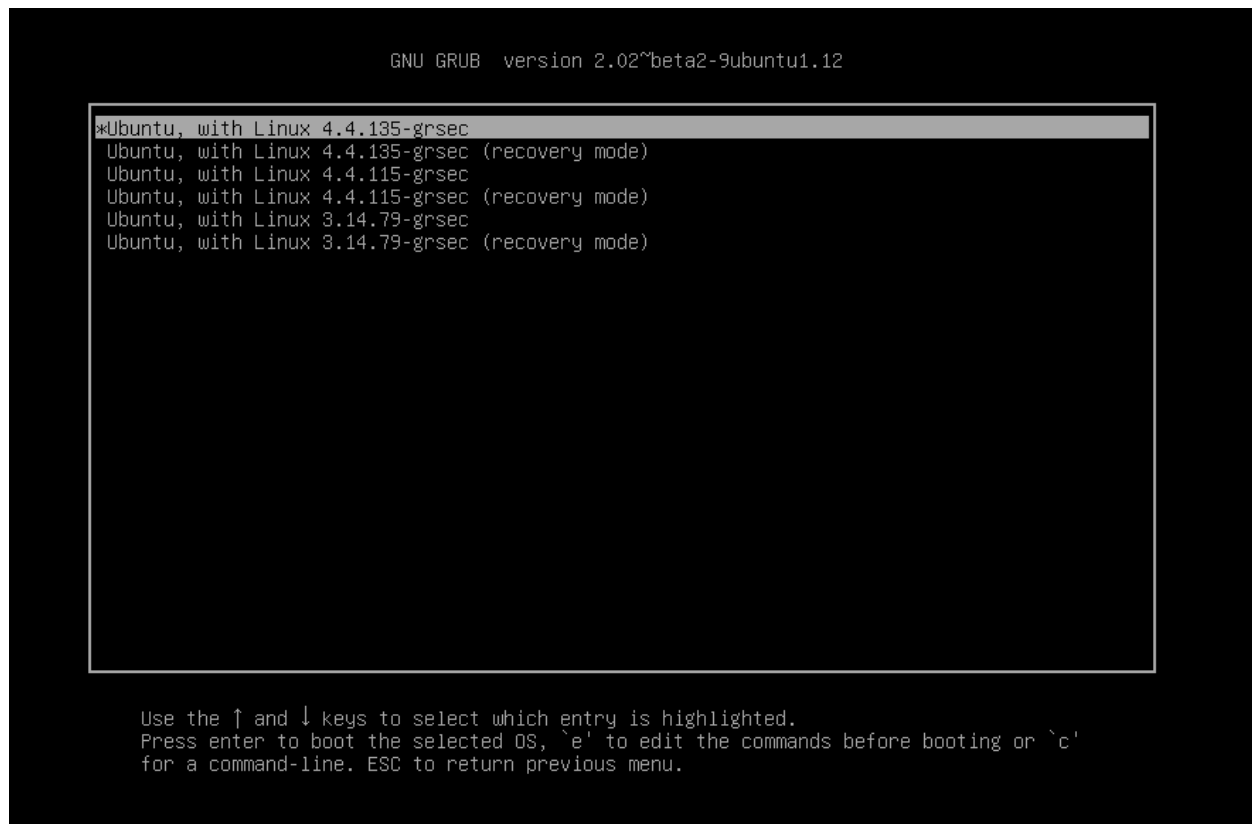 GNU GRUB  version 2.02~beta2-9ubuntu1.12
*Ubuntu, with Linux 4.4.135-grsec
Ubuntu, with Linux 4.4.135-grsec (recovery mode)
Ubuntu, with Linux 4.4.115-grsec
Ubuntu, with Linux 4.4.115-grsec (recovery mode)
Ubuntu, with Linux 3.14.79-grsec
Ubuntu, with Linux 3.14.79-grsec (recovery mode)
Use the ↑ and ↓ keys to select which entry is highlighted.
Press enter to boot the selected OS, `e' to edit the commands before booting or `c'
for a command-line. ESC to return previous menu.